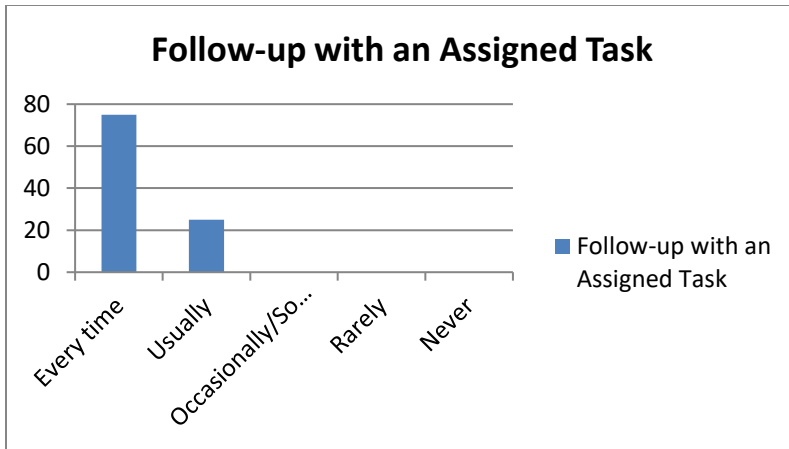 Follow-up with an Assigned Task
80
60
40
20
0
Every time
Usually
Occasionally/So...
Rarely
Never
Follow-up with an
Assigned Task